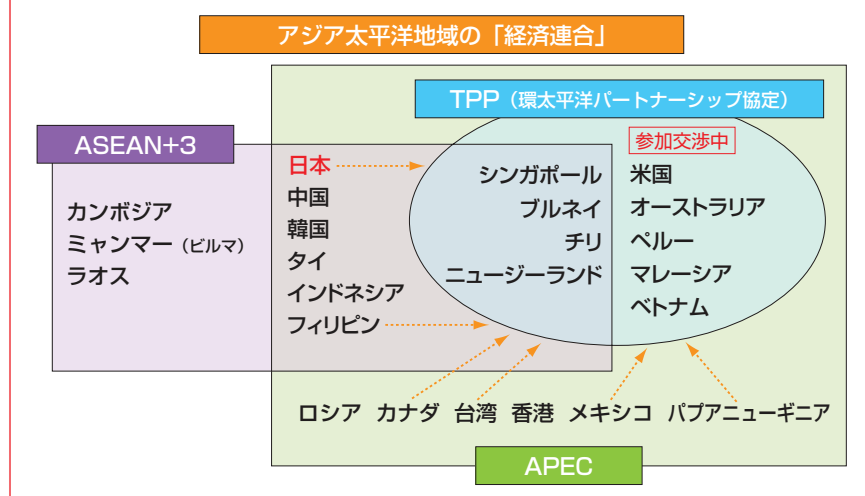 アジア太平洋地域の「経済連合」
TPP（環太平洋パートナーシップ協定）
ASEAN+3
カンボジア
ミャンマー（ビルマ）
ラオス
日本
中国
韓国
タイ
インドネシア
フィリピン
シンガポール
ブルネイ
チリ
ニュージーランド
参加交渉中
米国
オーストラリア
ペルー
マレーシア
ベトナム
ロシア カナダ 台湾 香港 メキシコ パプアニューギニア
APEC